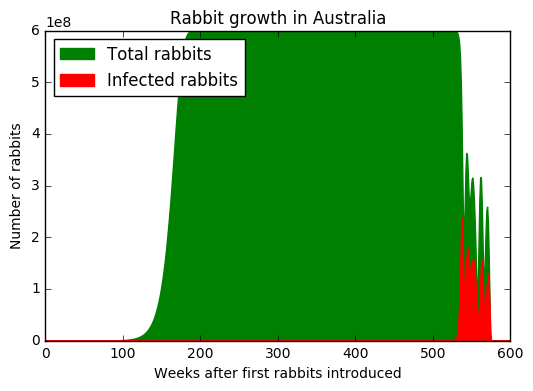 Rabbit growth in Australia
1e8
Total rabbits
Infected rabbits
6
5
4
3
2
1
0
Number of rabbits
0 100 200 300 400 500 600
Weeks after first rabbits introduced